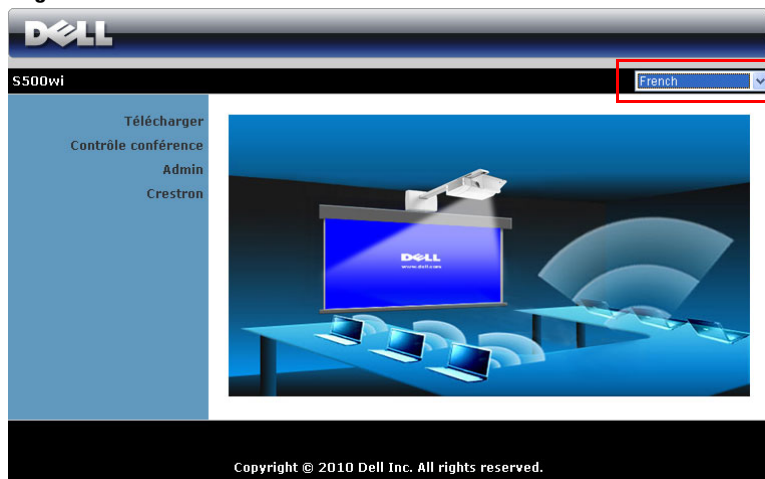 DELL
S500wi
French
Télécharger
Contrôle conférence
Admin
Crestron
DELL
www.dell.com
Copyright © 2010 Dell Inc. All rights reserved.